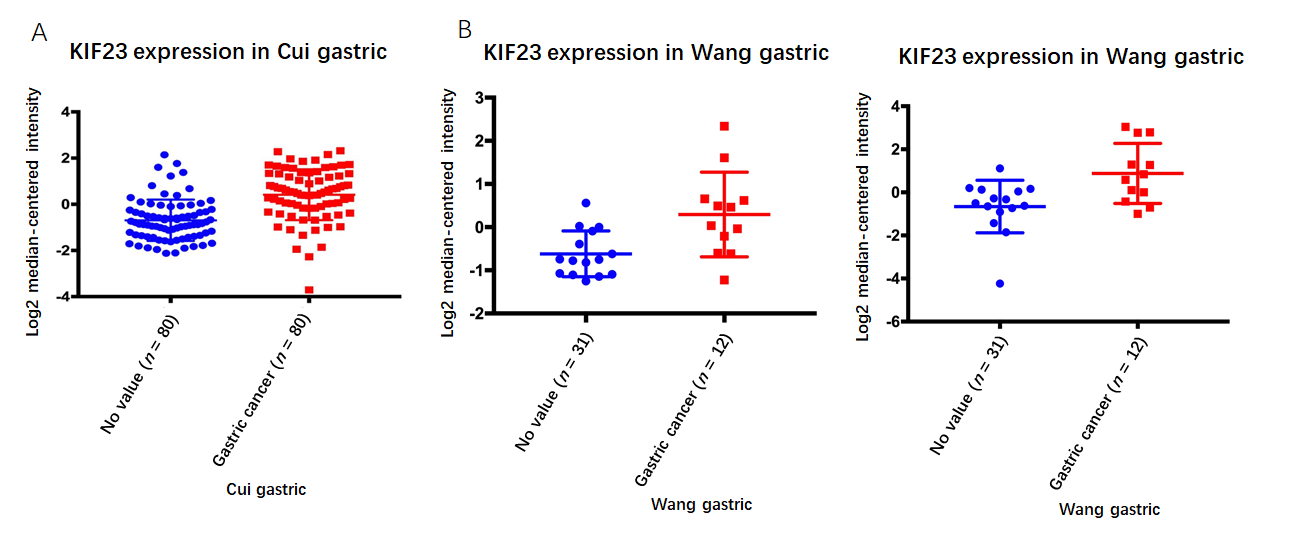 A
KIF23 expression in Cui gastric
Log2 median-centered intensity
4
2
0
-2
-4
No value (n = 80)
Gastric cancer (n = 80)
Cui gastric
B
KIF23 expression in Wang gastric
Log2 median-centered intensity
3
2
1
0
-1
-2
No value (n = 31)
Gastric cancer (n = 12)
Wang gastric
KIF23 expression in Wang gastric
Log2 median-centered intensity
4
2
0
-2
-4
-6
No value (n = 31)
Gastric cancer (n = 12)
Wang gastric